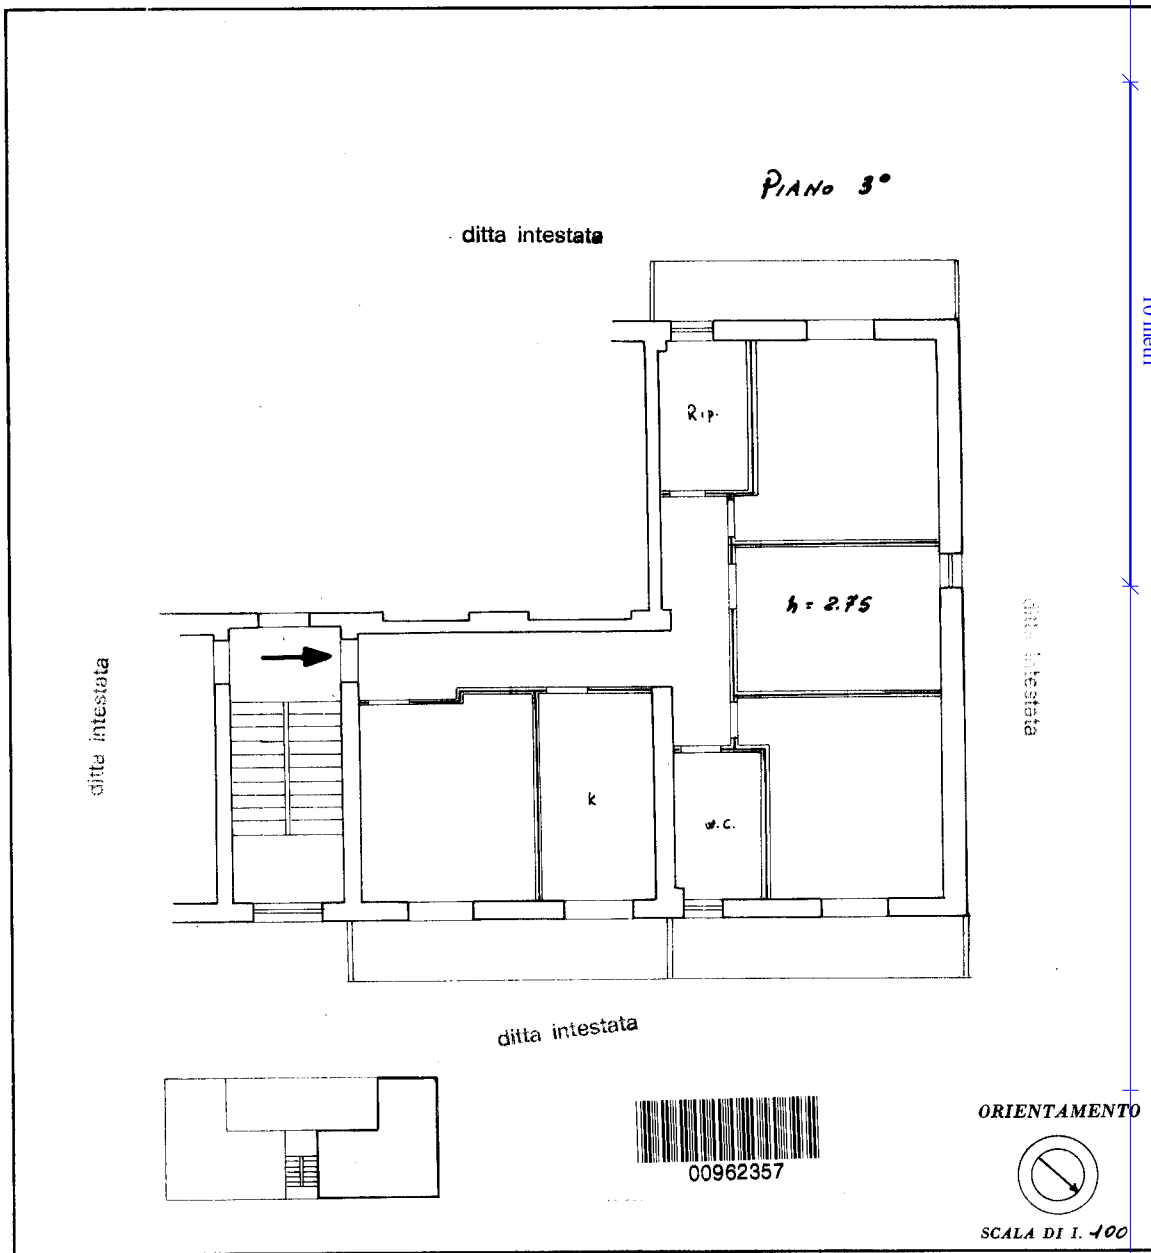 PIANO 3°
ditta intestata
10 metri
Rip.
h = 2.75
ditta intestata
ditta intestata
K
W.C.
ditta intestata
ORIENTAMENTO
00962357
SCALA DI I. 100